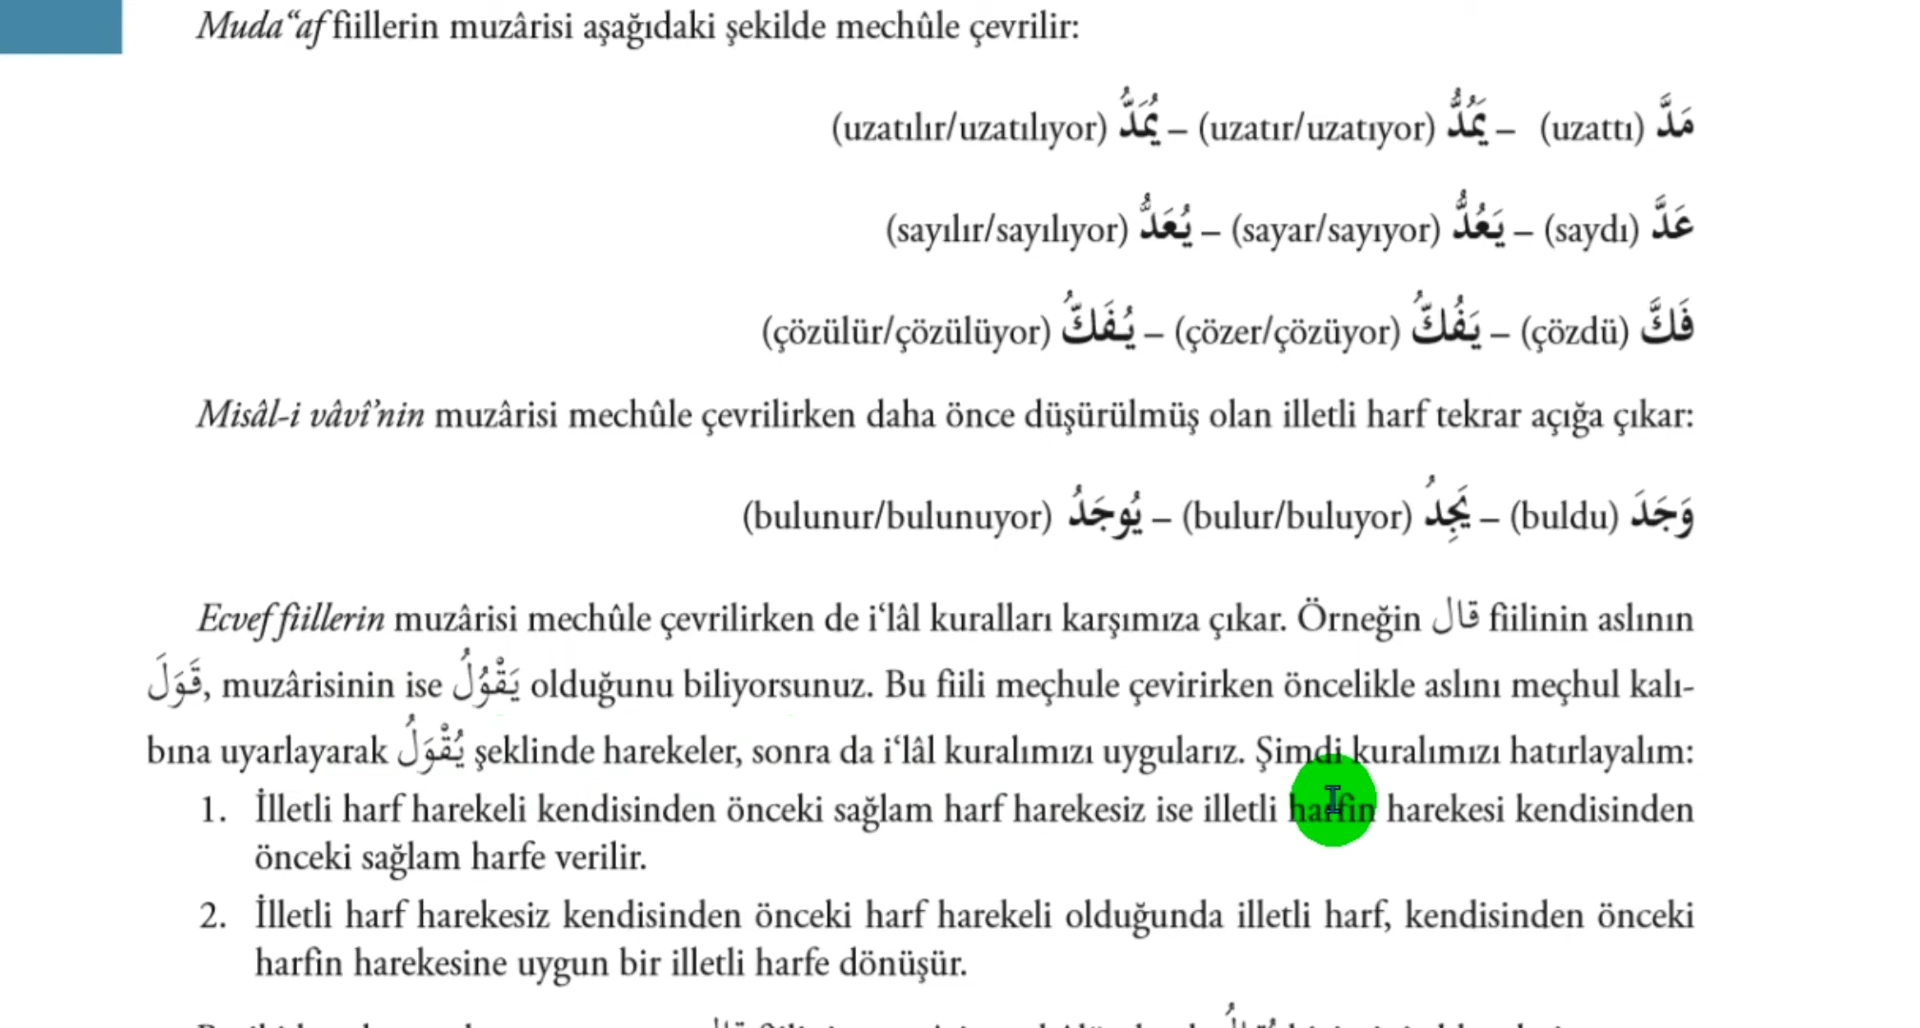 Muda“af fiillerin muzârisi aşağıdaki şekilde mechûle çevrilir:
مَدَّ (uzattı) – يَمُدُّ (uzatır/uzatıyor) – يُمَدُّ (uzatılır/uzatılıyor)
عَدَّ (saydı) – يَعُدُّ (sayar/sayıyor) – يُعَدُّ (sayılır/sayılıyor)
فَكَّ (çözdü) – يَفُكُّ (çözer/çözüyor) – يُفَكُّ (çözülür/çözülüyor)
Misâl-i vâvî’nin muzârisi mechûle çevrilirken daha önce düşürülmüş olan illetli harf tekrar açığa çıkar:
وَجَدَ (buldu) – يَجِدُ (bulur/buluyor) – يُوجَدُ (bulunur/bulunuyor)
Ecvef fiillerin muzârisi mechûle çevrilirken de i‘lâl kuralları karşımıza çıkar. Örneğin قال fiilinin aslının
قَوَلَ, muzârisinin ise يَقْوُلُ olduğunu biliyorsunuz. Bu fiili meçhule çevirirken öncelikle aslını meçhul kalı-
bına uyarlayarak يُقْوَلُ şeklinde harekeler, sonra da i‘lâl kuralımızı uygularız. Şimdi kuralımızı hatırlayalım:
1. İlletli harf harekeli kendisinden önceki sağlam harf harekesiz ise illetli harfin harekesi kendisinden
önceki sağlam harfe verilir.
2. İlletli harf harekesiz kendisinden önceki harf harekeli olduğunda illetli harf, kendisinden önceki
harfin harekesine uygun bir illetli harfe dönüşür.